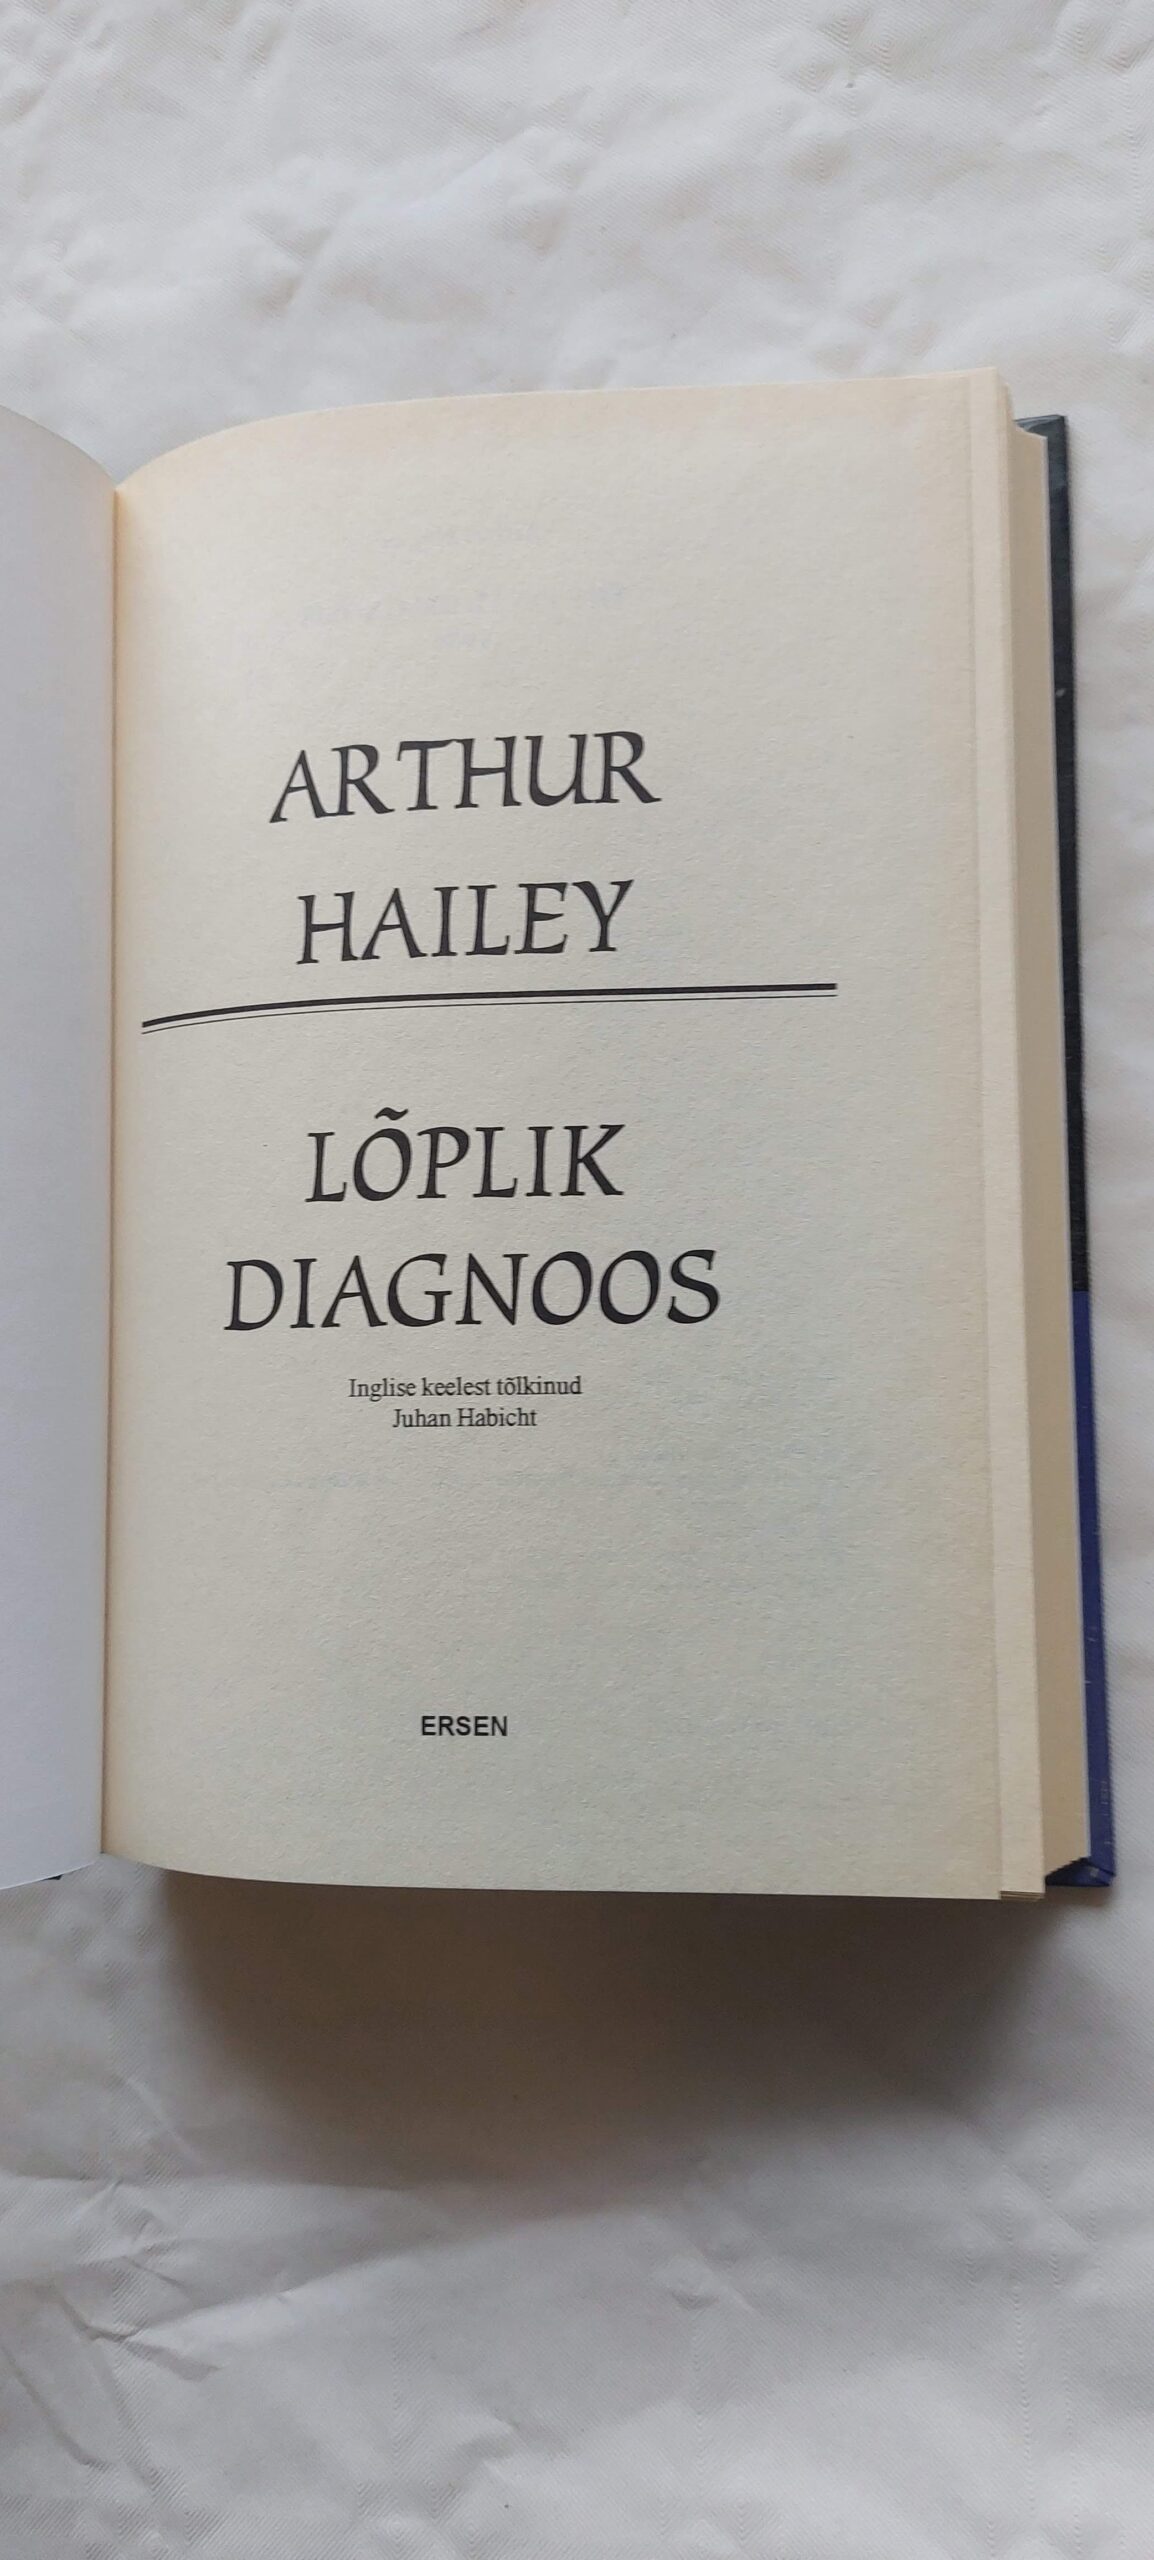 ARTHUR
HAILEY
LÕPLIK
DIAGNOOS
Inglise keelest tõlkinud
Juhan Habicht
ERSEN